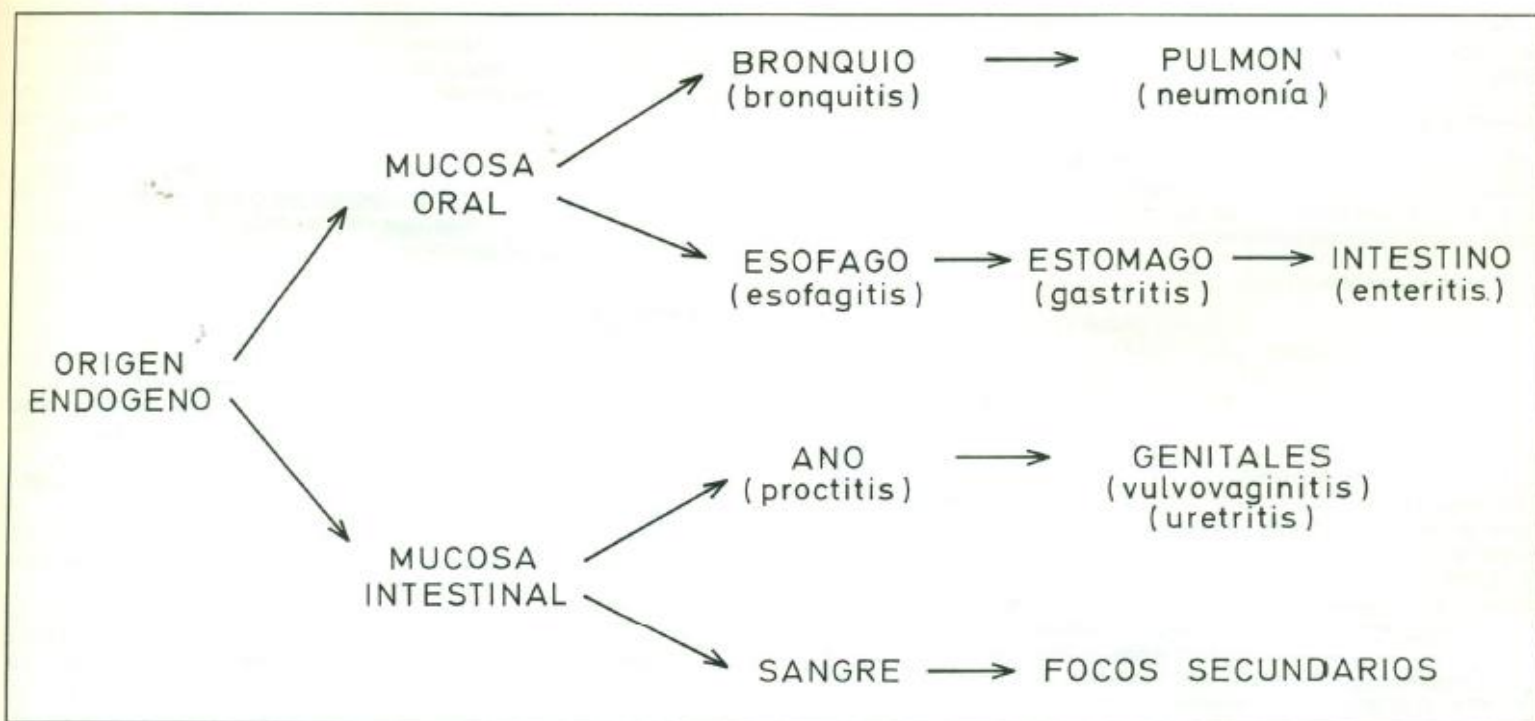 BRONQUIO
(bronquitis)
PULMON
(neumonía)
MUCOSA
ORAL
ESOFAGO
(esofagitis)
ESTOMAGO
(gastritis)
INTESTINO
(enteritis.)
ORIGEN
ENDOGENO
ANO
(proctitis)
GENITALES
(vulvovaginitis)
(uretritis)
MUCOSA
INTESTINAL
SANGRE
FOCOS SECUNDARIOS